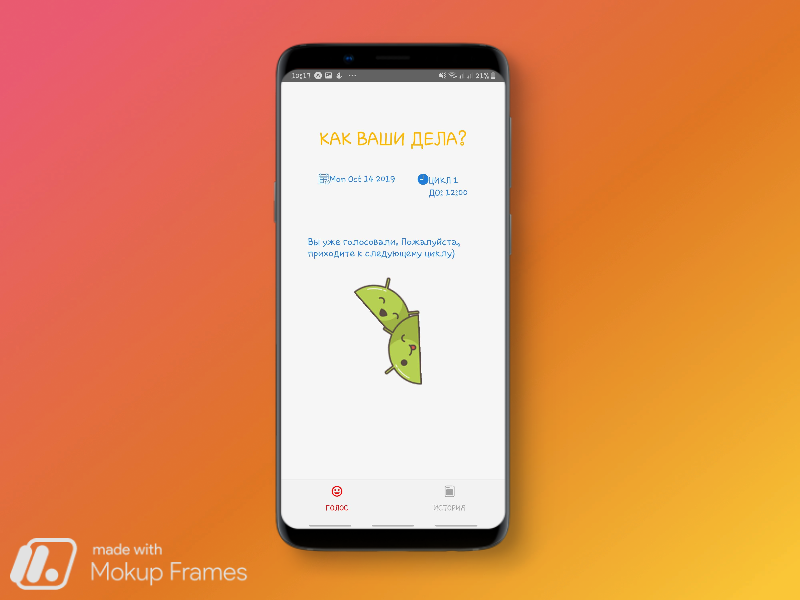 10:17 21%
КАК ВАШИ ДЕЛА?
Mon Oct 14 2019
ЦИКЛ 1
ДО: 12:00
Вы уже голосовали. Пожалуйста,
приходите к следующему циклу)
ГОЛОС
ИСТОРИЯ
made with
Mokup Frames